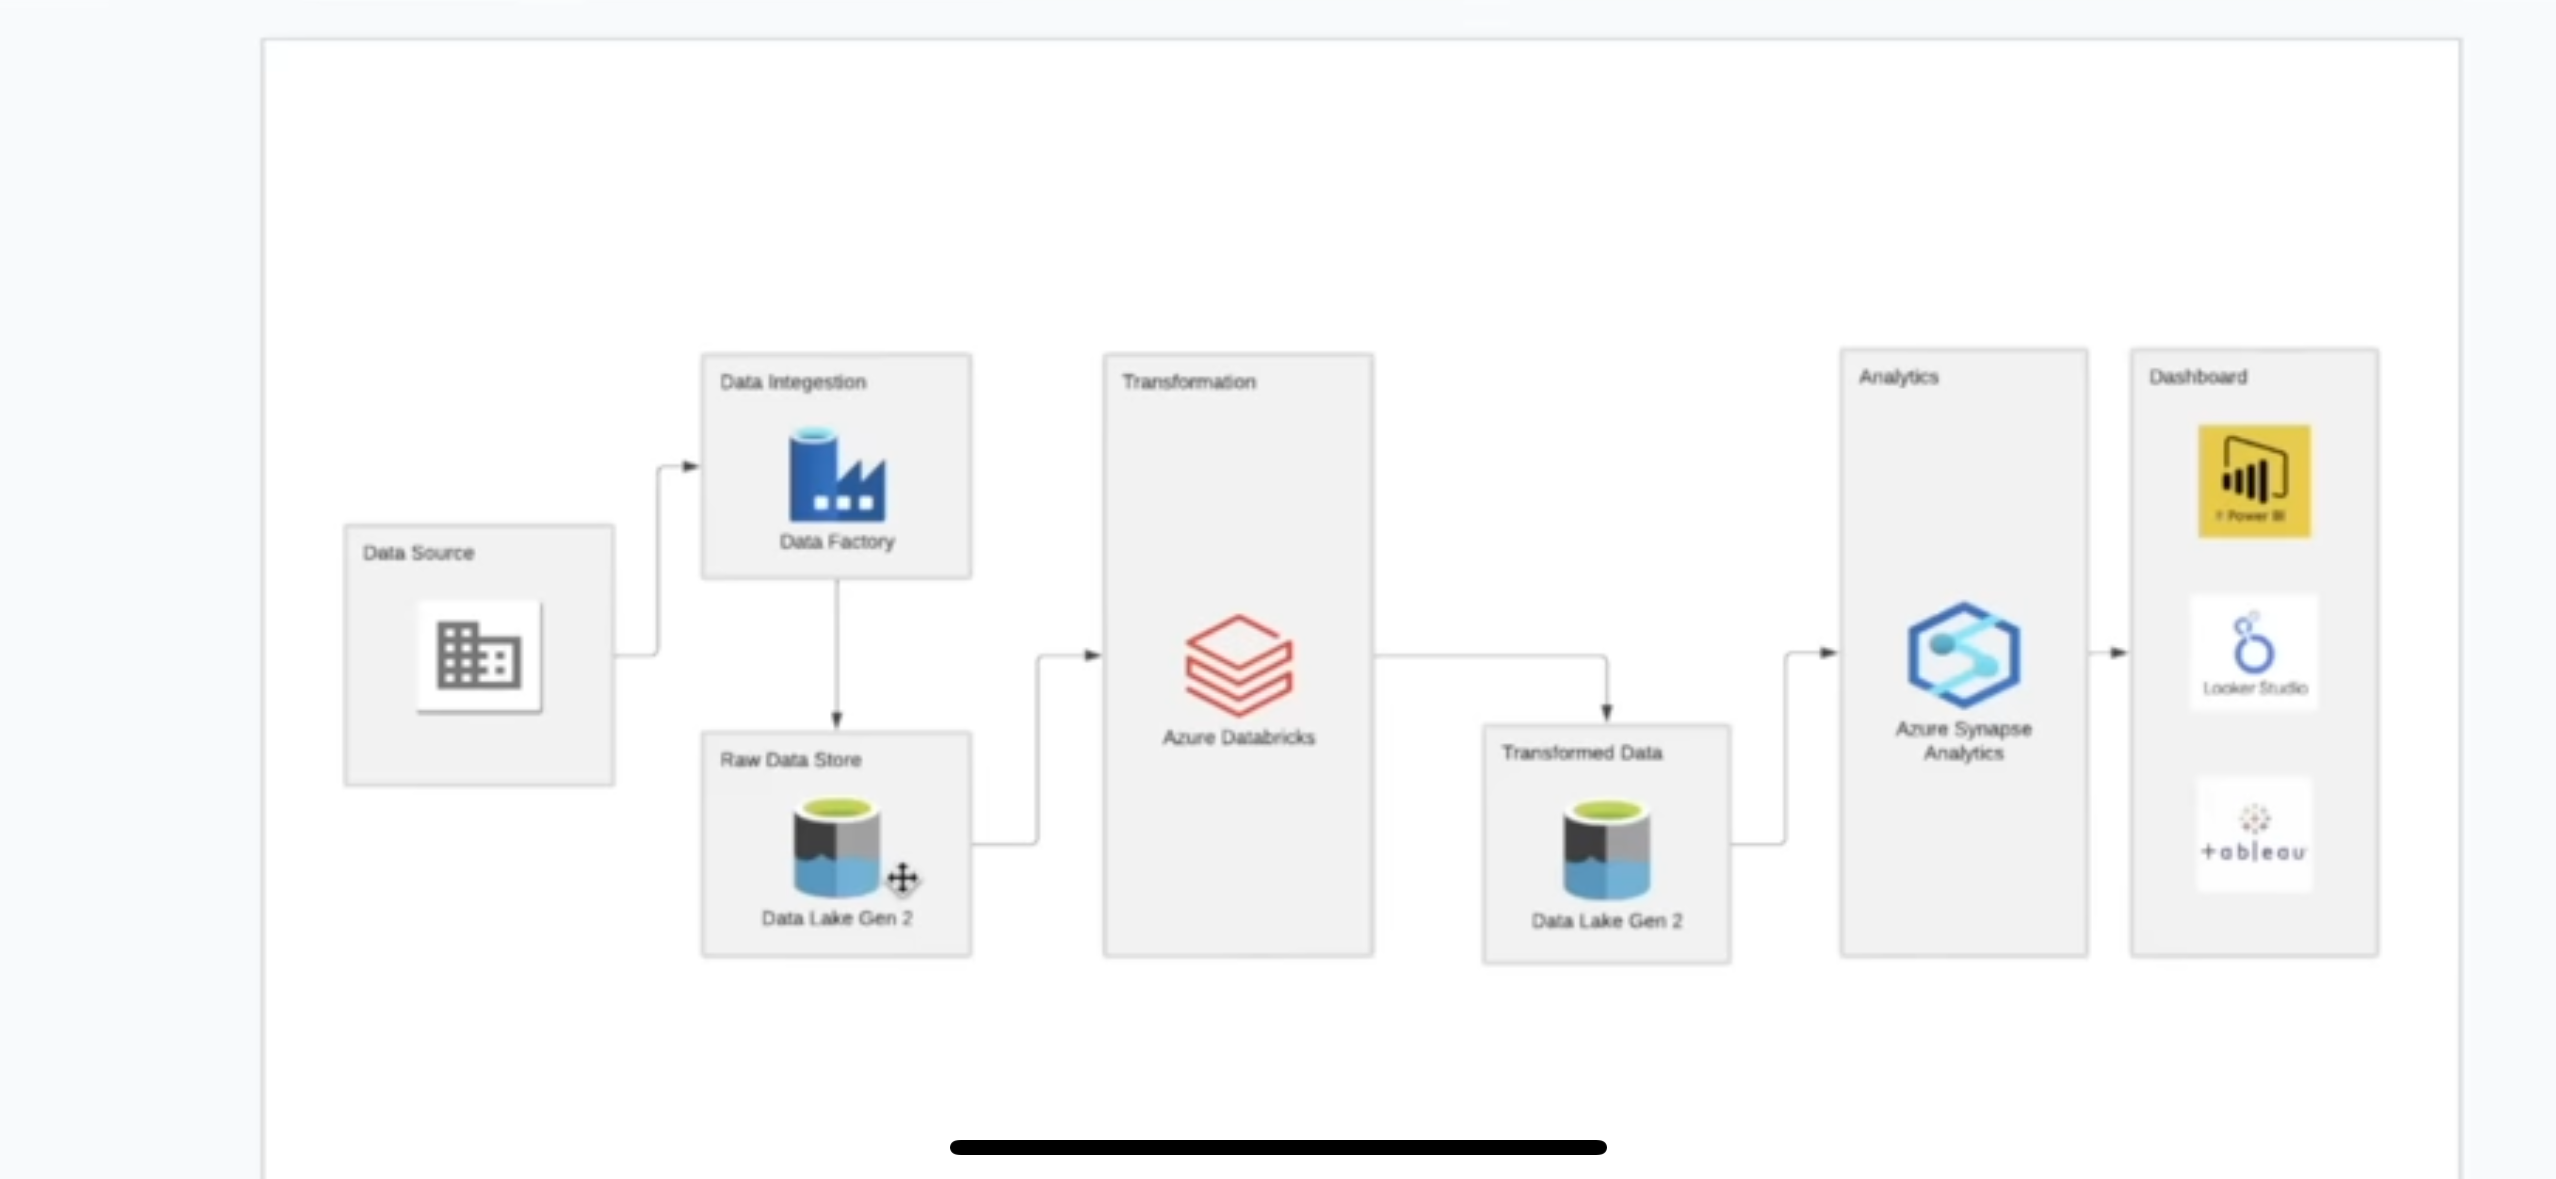 Data Source
Data Integestion
Data Factory
Raw Data Store
Data Lake Gen 2
Transformation
Azure Databricks
Transformed Data
Data Lake Gen 2
Analytics
Azure Synapse
Analytics
Dashboard
Power BI
Looker Studio
+ableau